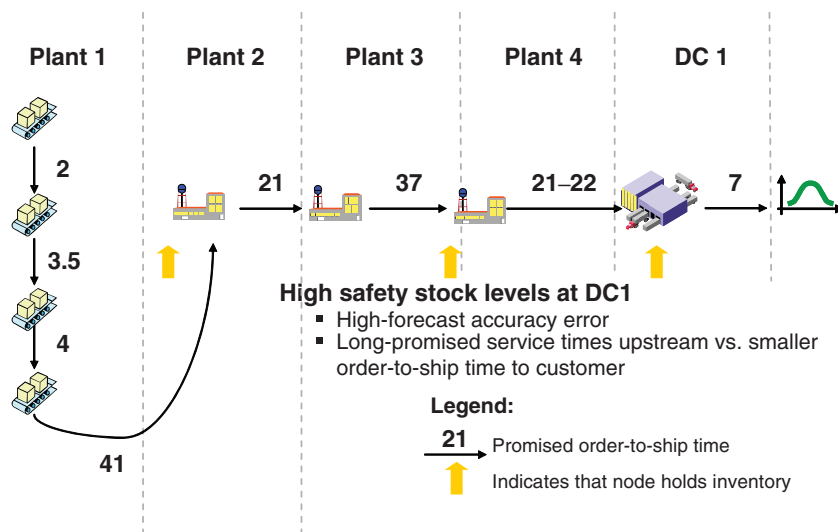 Plant 1
Plant 2
Plant 3
Plant 4
DC 1
2
3.5
4
41
21
37
21–22
7
High safety stock levels at DC1
▪ High-forecast accuracy error
▪ Long-promised service times upstream vs. smaller
order-to-ship time to customer
Legend:
21 Promised order-to-ship time
Indicates that node holds inventory